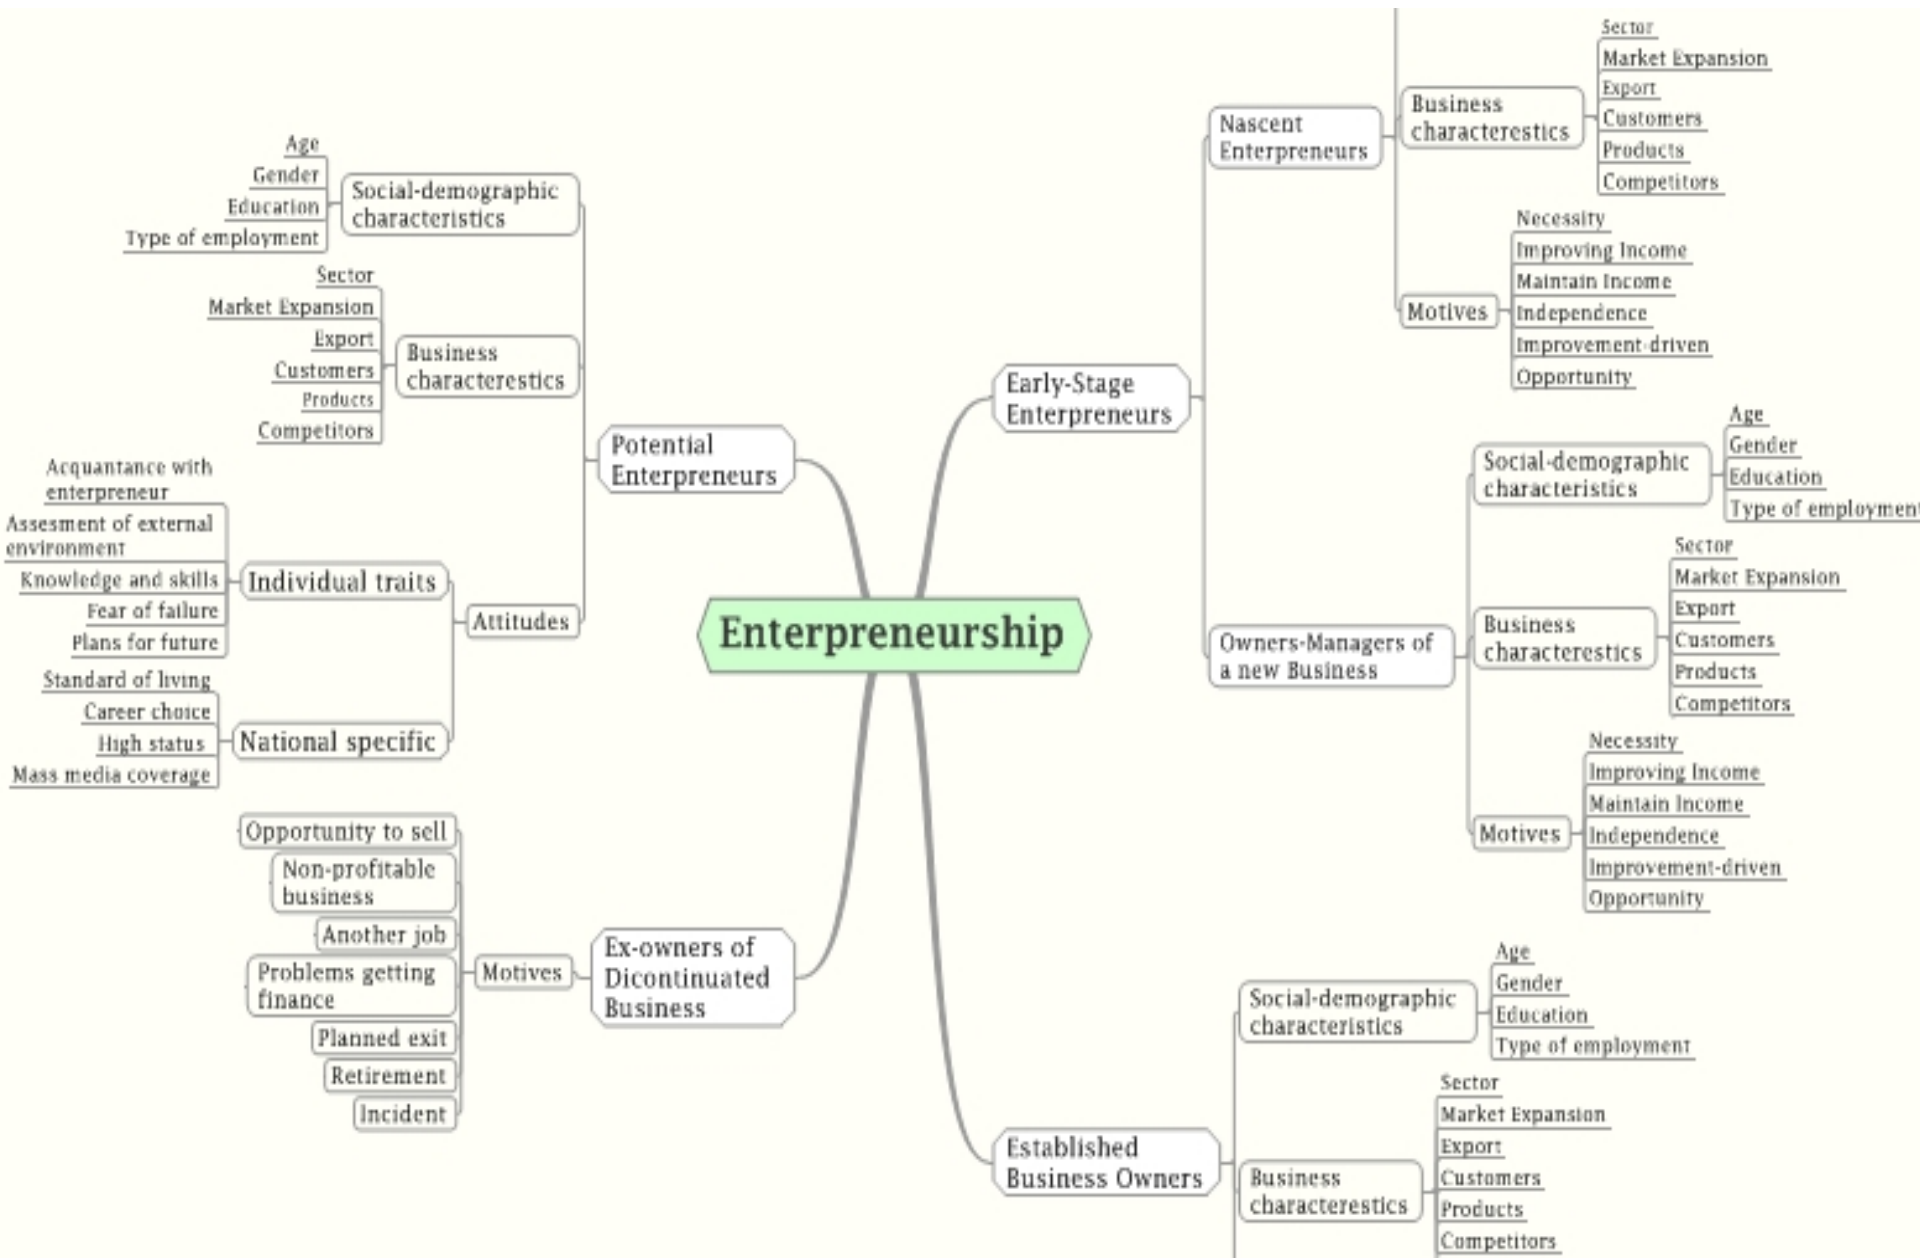 Enterpreneurship
Potential
Enterpreneurs
Social-demographic
characteristics
Age
Gender
Education
Type of employment
Business
characterestics
Sector
Market Expansion
Export
Customers
Products
Competitors
Attitudes
Individual traits
Acquantance with
enterpreneur
Assesment of external
environment
Knowledge and skills
Fear of failure
Plans for future
National specific
Standard of living
Career choice
High status
Mass media coverage
Ex-owners of
Dicontinuated
Business
Motives
Opportunity to sell
Non-profitable
business
Another job
Problems getting
finance
Planned exit
Retirement
Incident
Early-Stage
Enterpreneurs
Nascent
Enterpreneurs
Business
characterestics
Sector
Market Expansion
Export
Customers
Products
Competitors
Motives
Necessity
Improving Income
Maintain Income
Independence
Improvement-driven
Opportunity
Owners-Managers of
a new Business
Social-demographic
characteristics
Age
Gender
Education
Type of employment
Business
characterestics
Sector
Market Expansion
Export
Customers
Products
Competitors
Motives
Necessity
Improving Income
Maintain Income
Independence
Improvement-driven
Opportunity
Established
Business Owners
Social-demographic
characteristics
Age
Gender
Education
Type of employment
Business
characterestics
Sector
Market Expansion
Export
Customers
Products
Competitors